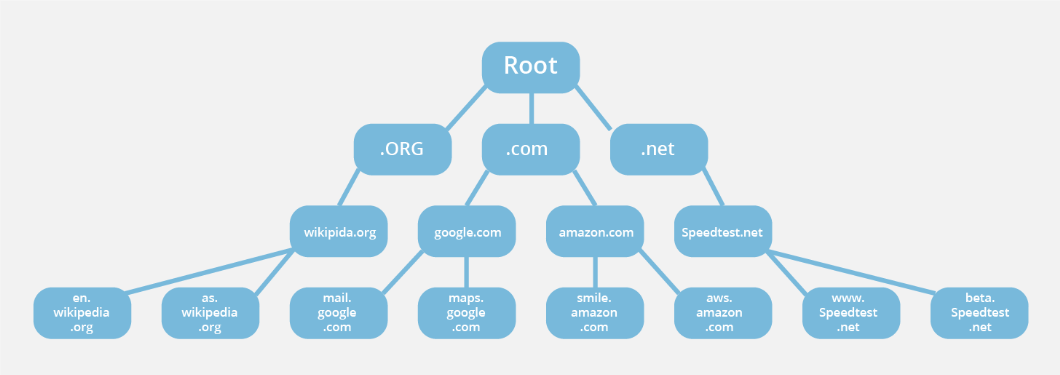 Root
.ORG
.com
.net
wikipida.org
google.com
amazon.com
Speedtest.net
en.
wikipedia
.org
as.
wikipedia
.org
mail.
google
.com
maps.
google
.com
smile.
amazon
.com
aws.
amazon
.com
www.
Speedtest
.net
beta.
Speedtest
.net